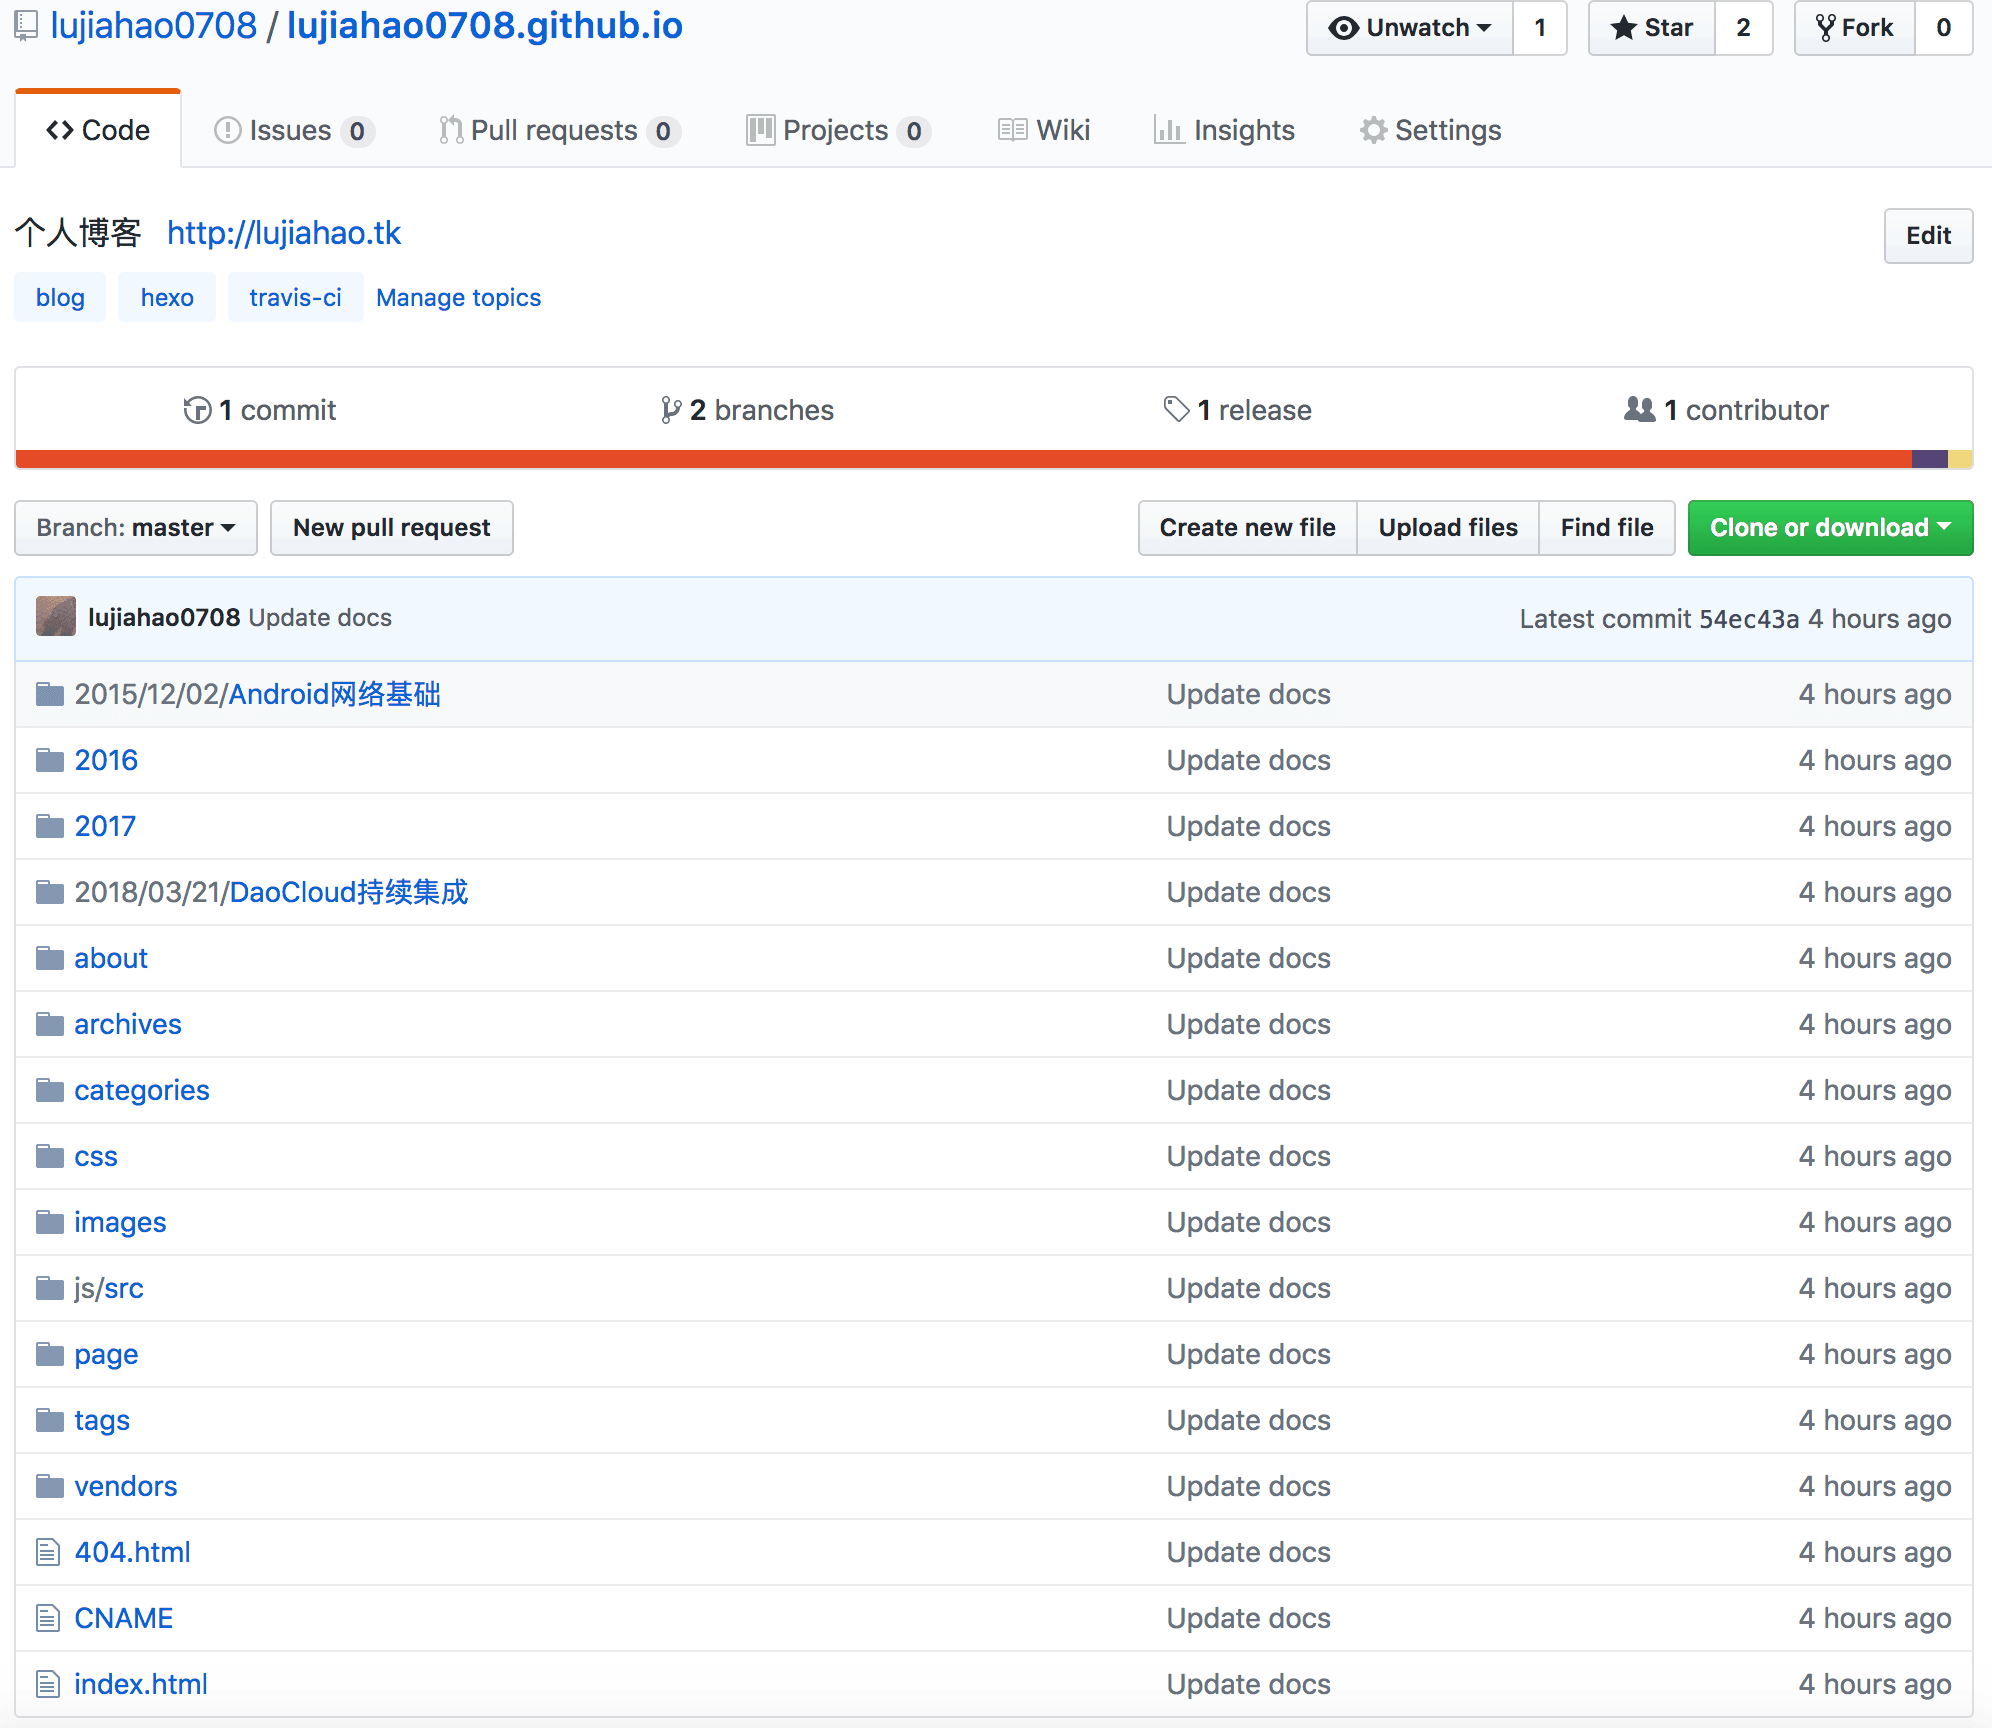 lujiahao0708 / lujiahao0708.github.io Unwatch 1 Star 2 Fork 0
Code Issues 0 Pull requests 0 Projects 0 Wiki Insights Settings
个人博客 http://lujiahao.tk Edit
blog hexo travis-ci Manage topics
1 commit 2 branches 1 release 1 contributor
Branch: master New pull request Create new file Upload files Find file Clone or download
lujiahao0708 Update docs Latest commit 54ec43a 4 hours ago
2015/12/02/Android网络基础 Update docs 4 hours ago
2016 Update docs 4 hours ago
2017 Update docs 4 hours ago
2018/03/21/DaoCloud持续集成 Update docs 4 hours ago
about Update docs 4 hours ago
archives Update docs 4 hours ago
categories Update docs 4 hours ago
css Update docs 4 hours ago
images Update docs 4 hours ago
js/src Update docs 4 hours ago
page Update docs 4 hours ago
tags Update docs 4 hours ago
vendors Update docs 4 hours ago
404.html Update docs 4 hours ago
CNAME Update docs 4 hours ago
index.html Update docs 4 hours ago